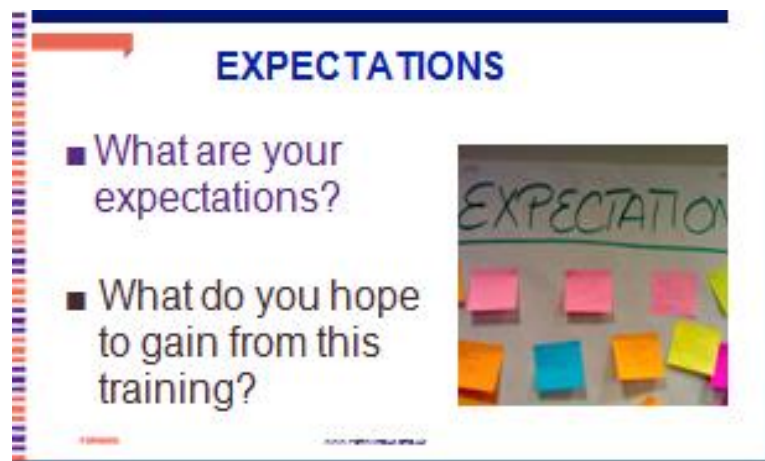 EXPECTATIONS
■ What are your
expectations?
EXPECTATION
■ What do you hope
to gain from this
training?